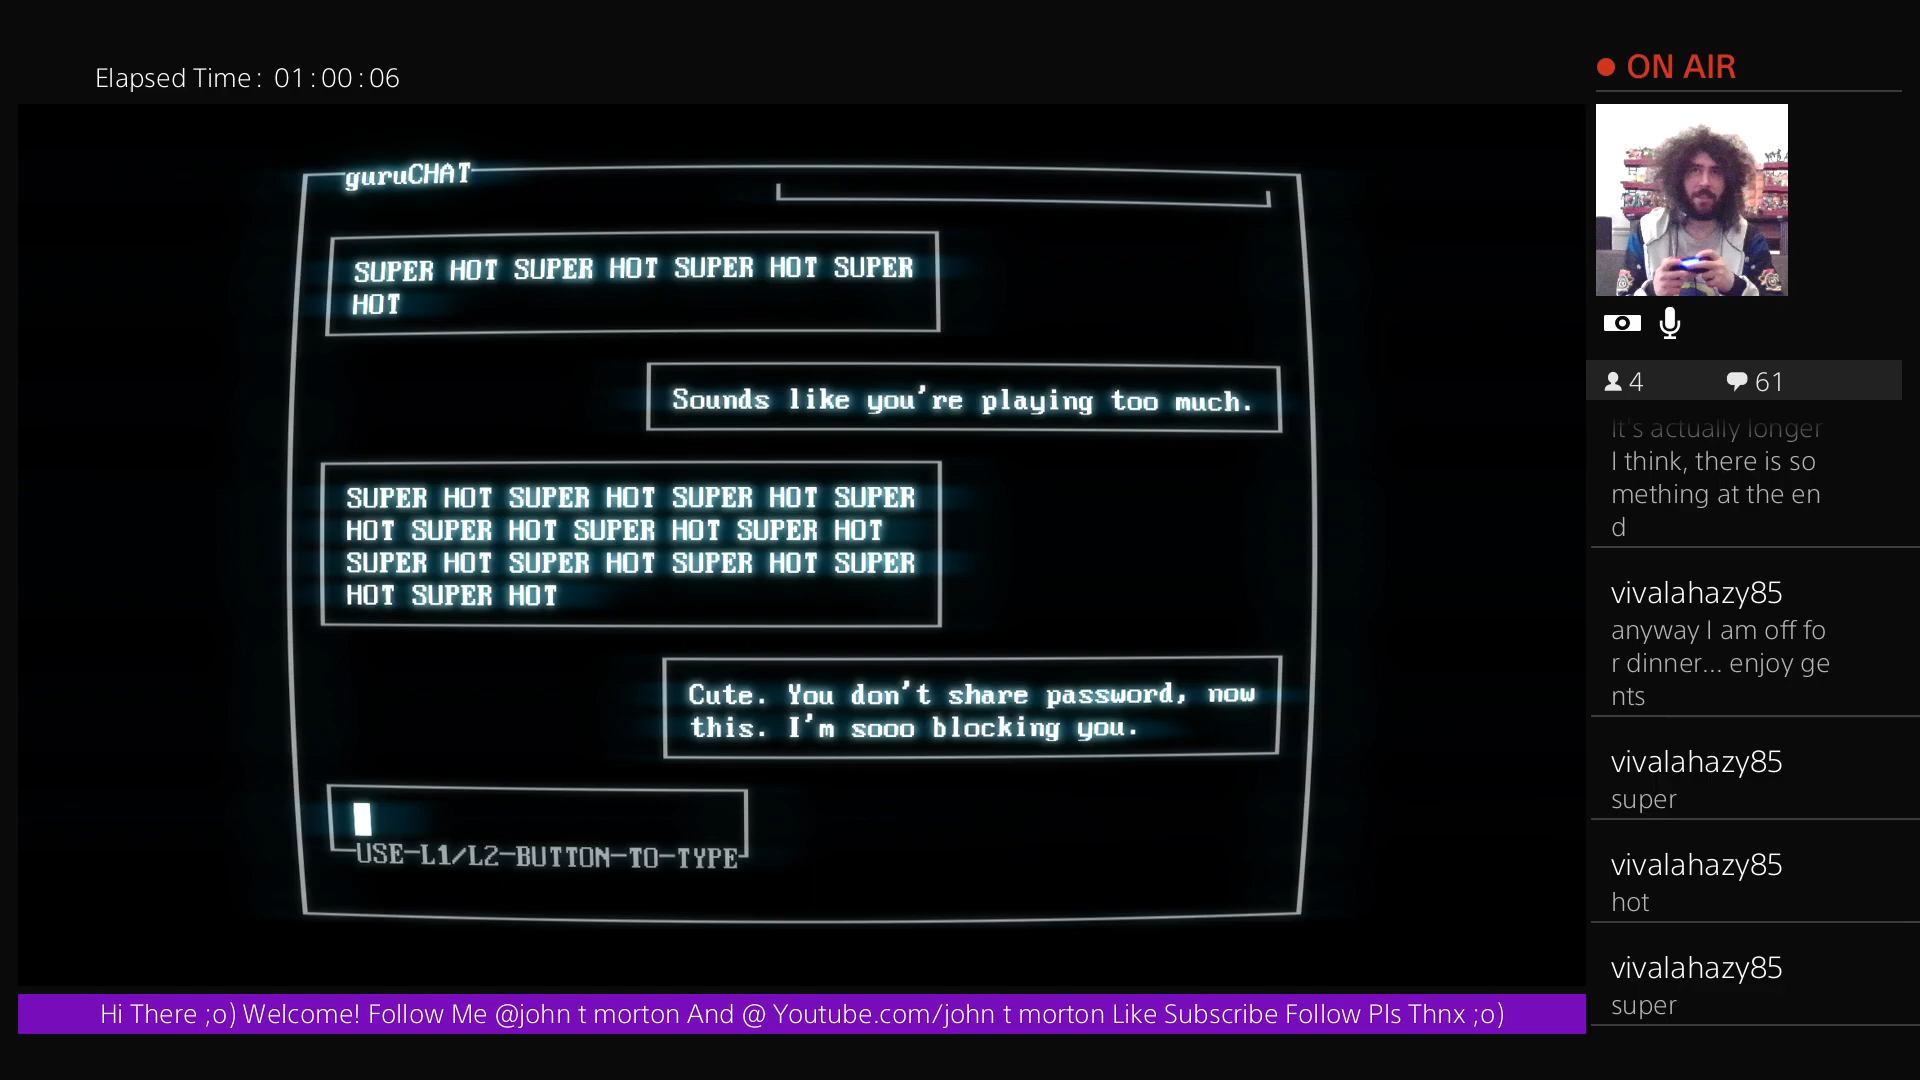 Elapsed Time: 01:00:06
ON AIR
guruCHAT
SUPER HOT SUPER HOT SUPER HOT SUPER
HOT
Sounds like you're playing too much.
SUPER HOT SUPER HOT SUPER HOT SUPER
HOT SUPER HOT SUPER HOT SUPER HOT
SUPER HOT SUPER HOT SUPER HOT SUPER
HOT SUPER HOT
Cute. You don't share password, now
this. I'm sooo blocking you.
USE-L1/L2-BUTTON-TO-TYPE
4
61
It's actually longer
I think, there is so
mething at the en
d
vivalahazy85
anyway I am off fo
r dinner... enjoy ge
nts
vivalahazy85
super
vivalahazy85
hot
vivalahazy85
super
Hi There ;o) Welcome! Follow Me @john t morton And @ Youtube.com/john t morton Like Subscribe Follow Pls Thnx ;o)